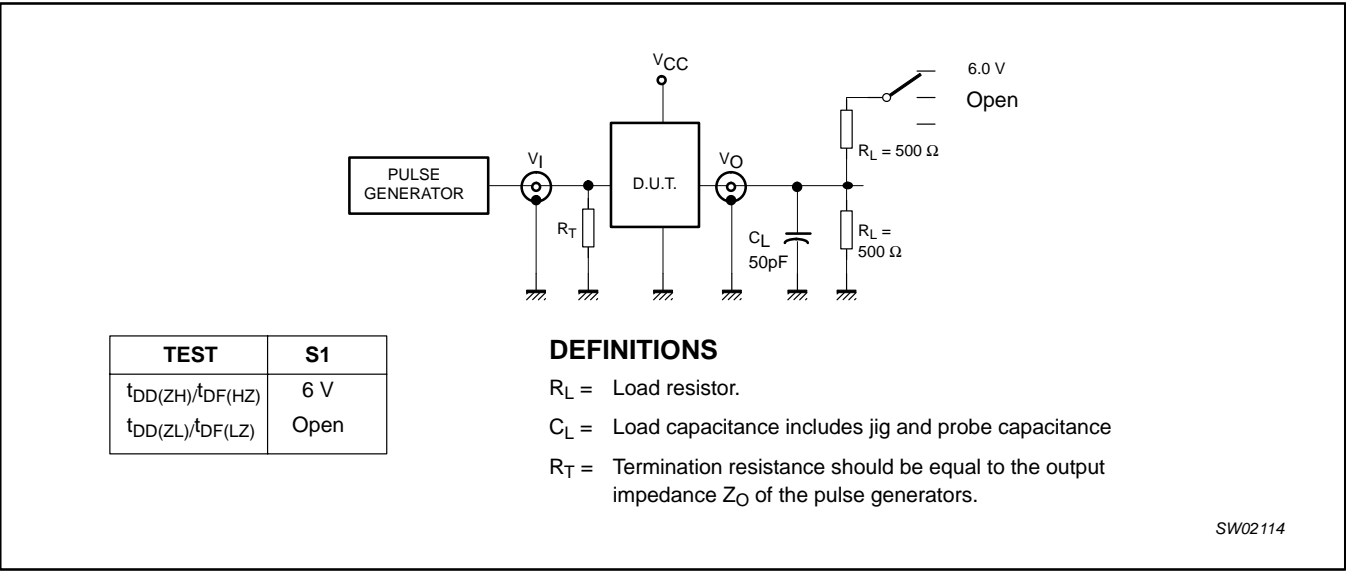 VCC
6.0 V
Open
RL = 500 Ω
PULSE
GENERATOR
VI
RT
D.U.T.
VO
CL
50pF
RL =
500 Ω
TEST S1
tDD(ZH)/tDF(HZ) 6 V
tDD(ZL)/tDF(LZ) Open
DEFINITIONS
RL = Load resistor.
CL = Load capacitance includes jig and probe capacitance
RT = Termination resistance should be equal to the output
impedance ZO of the pulse generators.
SW02114